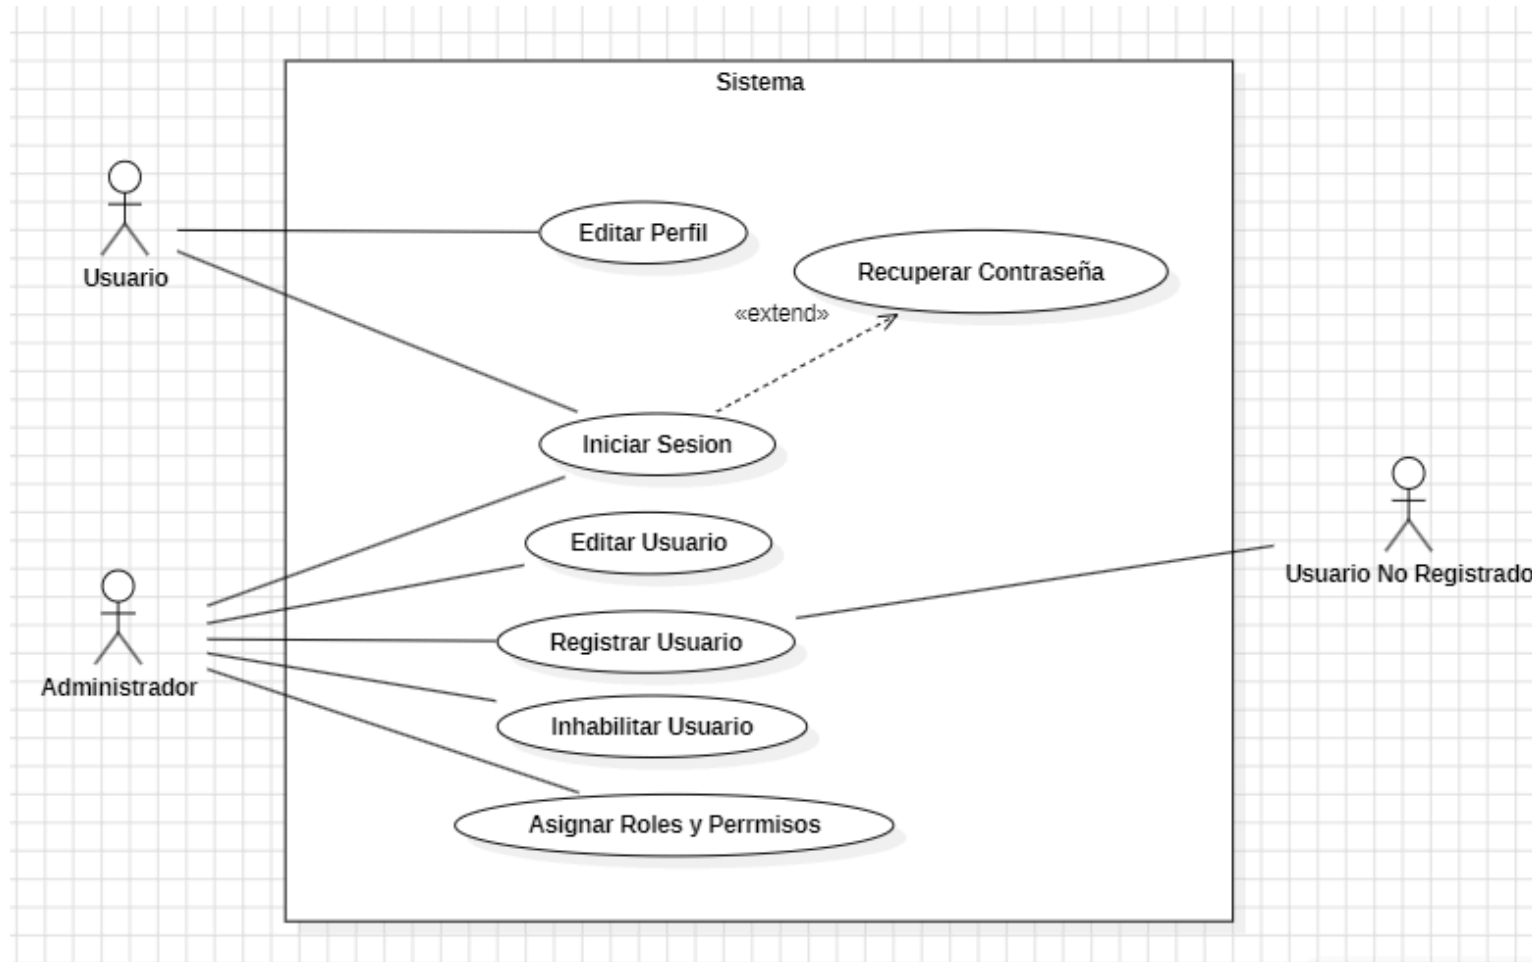 Sistema
Editar Perfil
Usuario
Recuperar Contraseña
«extend»
Iniciar Sesion
Editar Usuario
Usuario No Registrado
Registrar Usuario
Administrador
Inhabilitar Usuario
Asignar Roles y Perrmisos